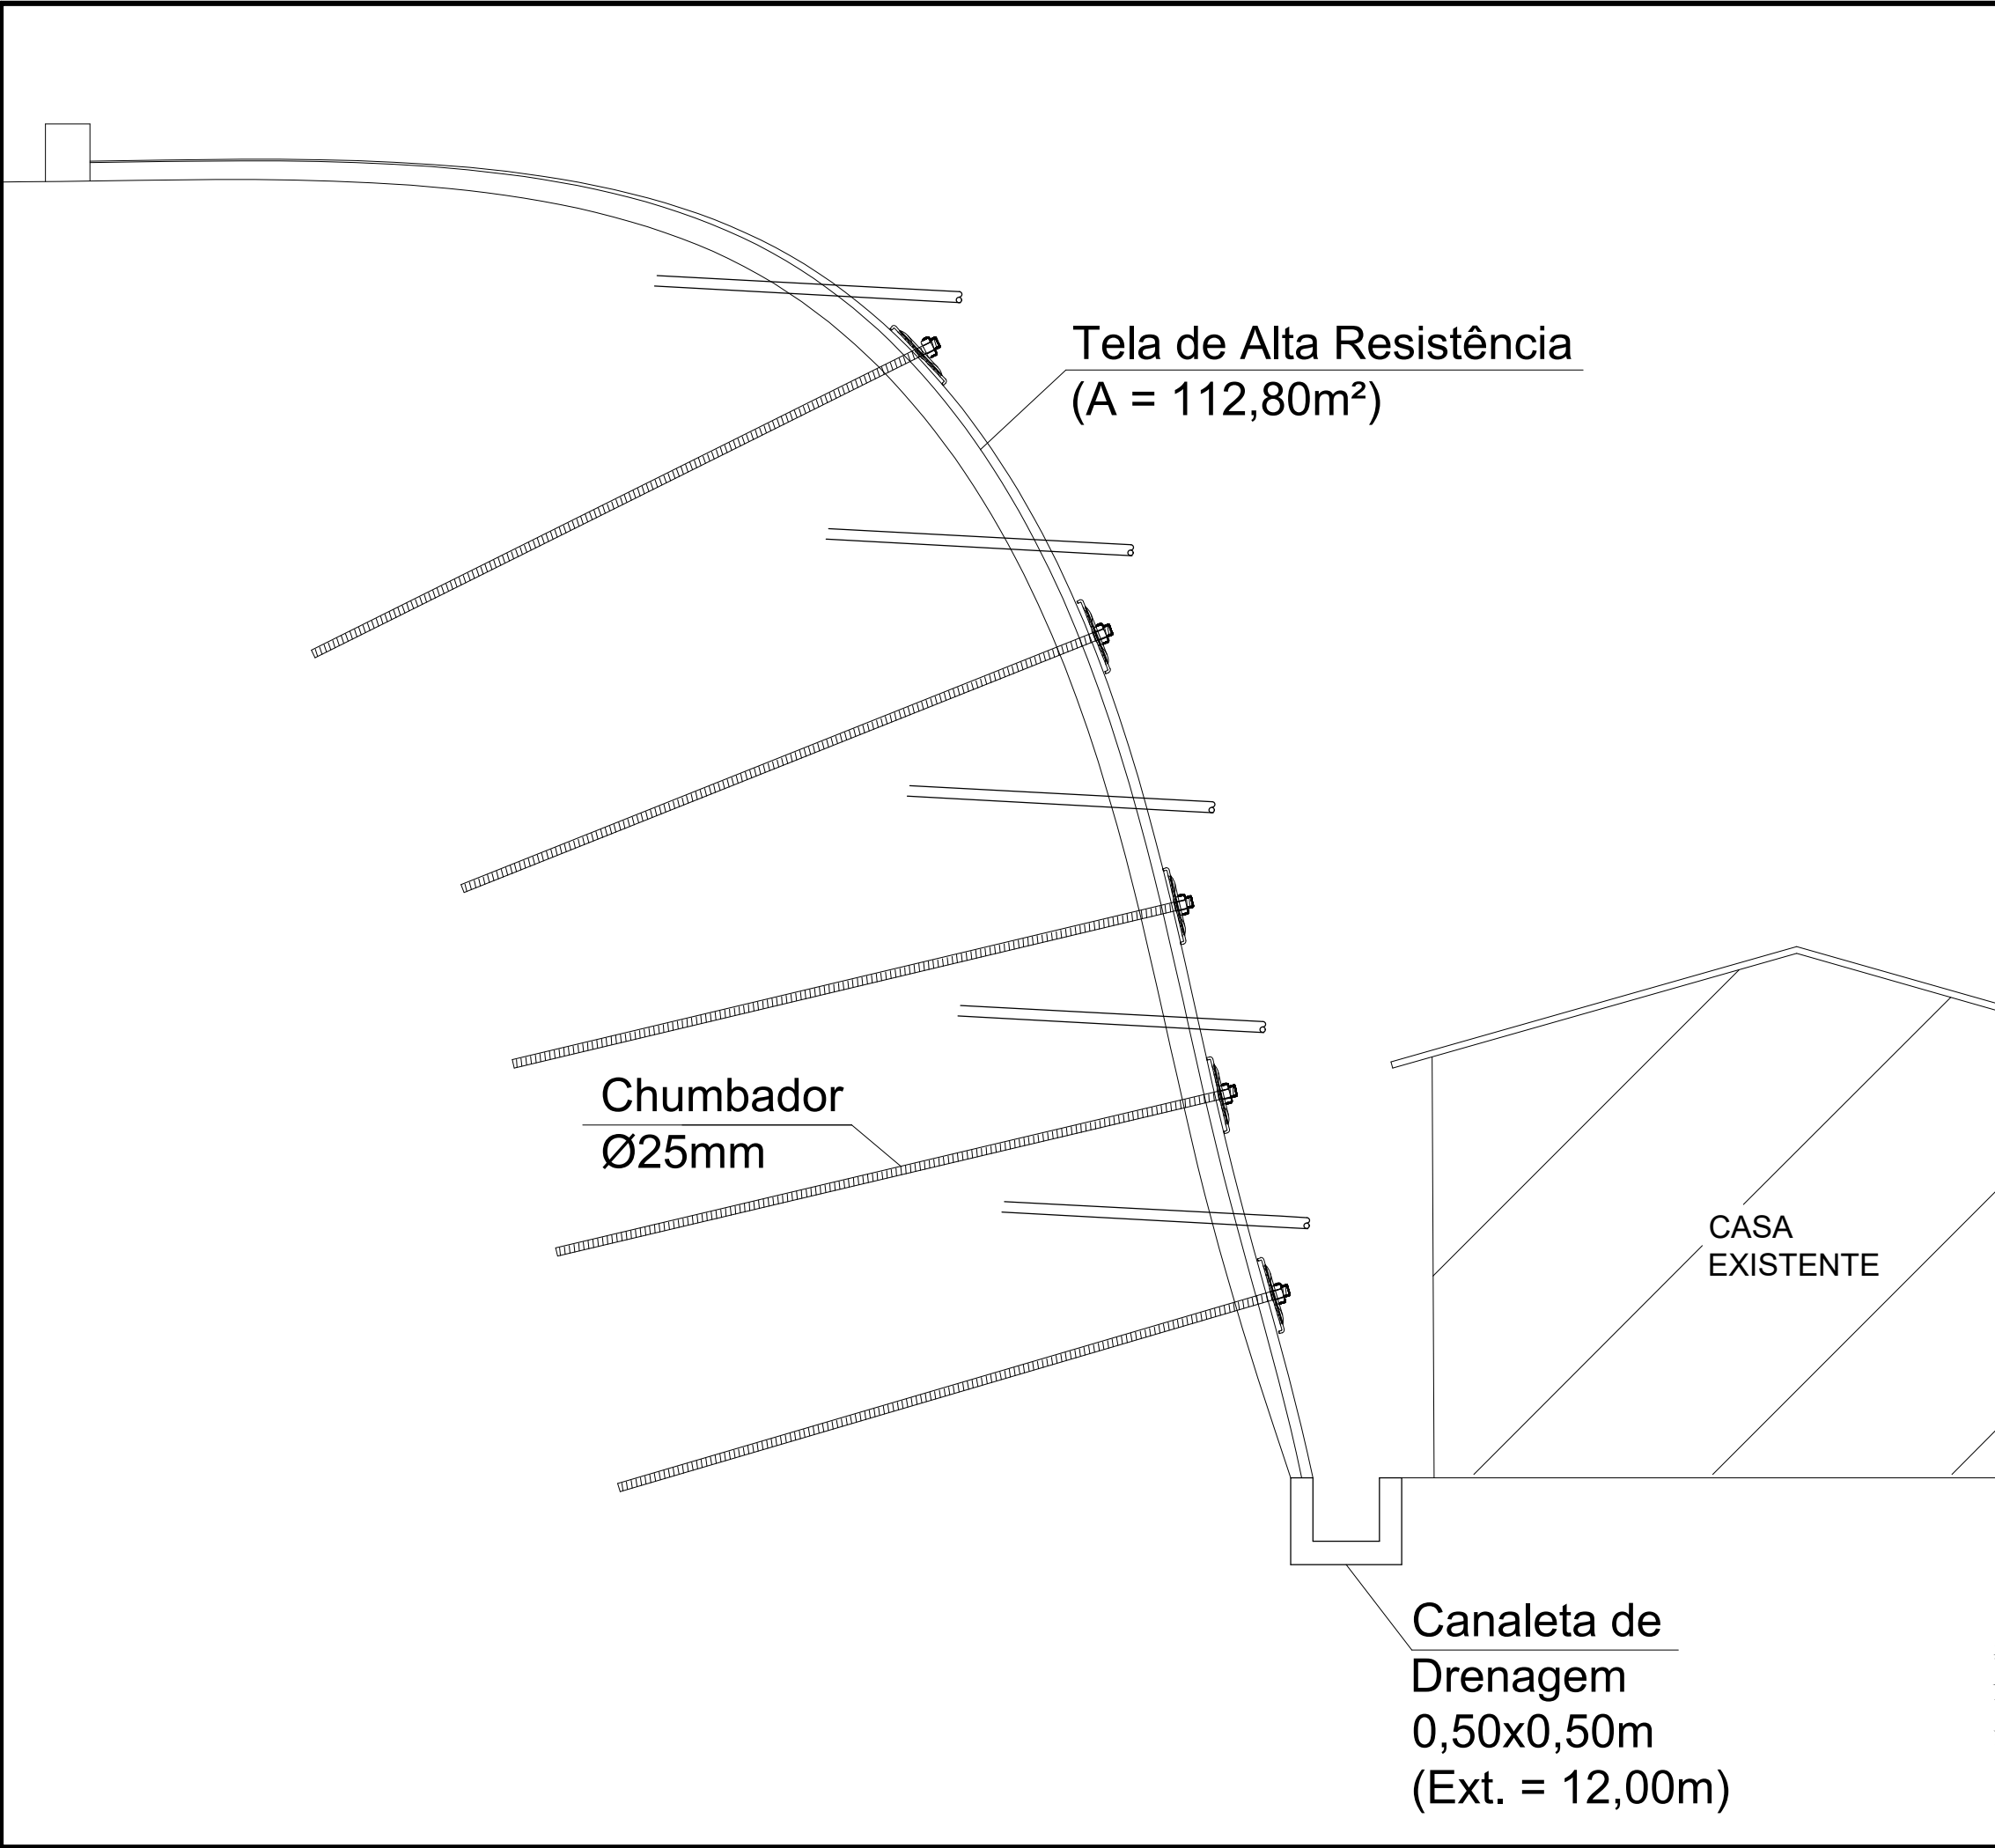 Tela de Alta Resistência
(A = 112,80m²)
Chumbador
Ø25mm
CASA
EXISTENTE
Canaleta de
Drenagem
0,50x0,50m
(Ext. = 12,00m)